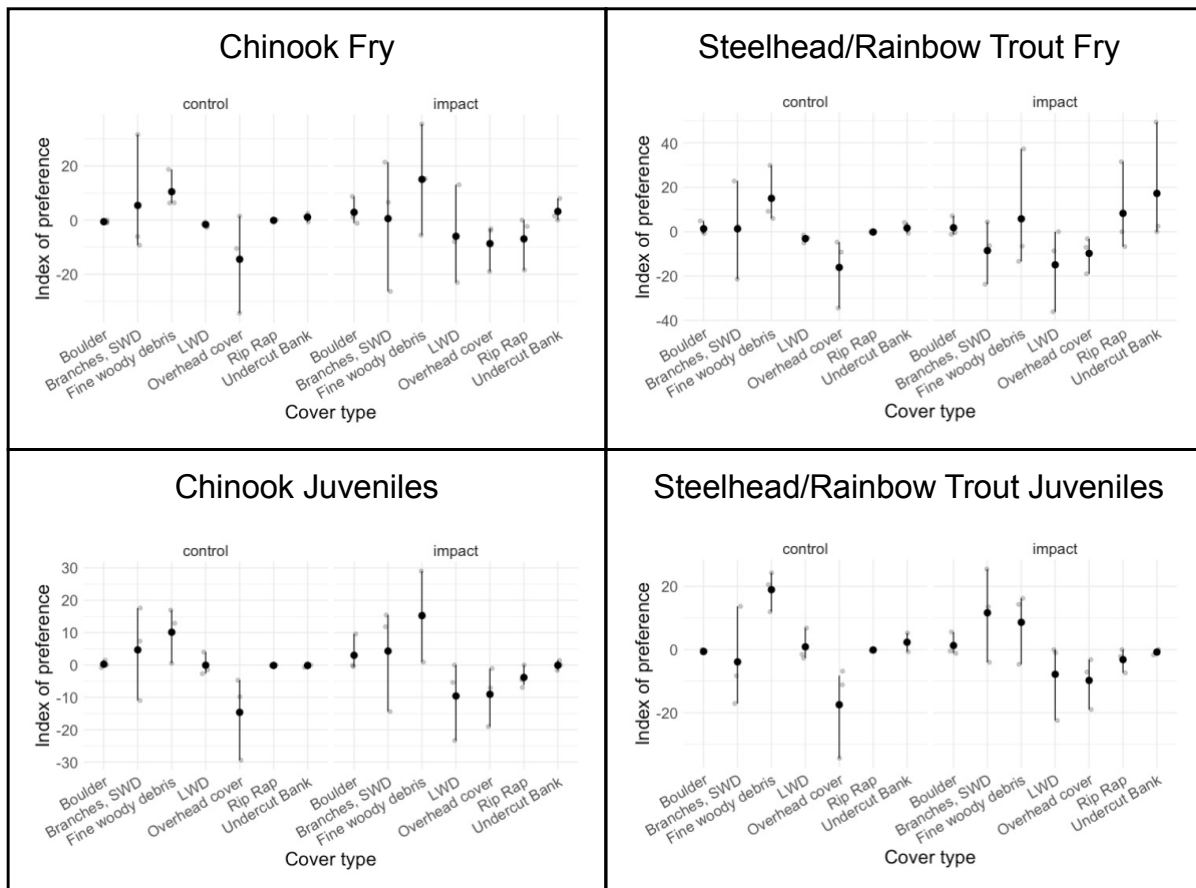 Chinook Fry
control
impact
Index of preference
20
0
-20
Boulder
Branches, SWD
Fine woody debris
LWD
Overhead cover
Rip Rap
Undercut Bank
Boulder
Branches, SWD
Fine woody debris
LWD
Overhead cover
Rip Rap
Undercut Bank
Cover type
Steelhead/Rainbow Trout Fry
control
impact
Index of preference
40
20
0
-20
-40
Boulder
Branches, SWD
Fine woody debris
LWD
Overhead cover
Rip Rap
Undercut Bank
Boulder
Branches, SWD
Fine woody debris
LWD
Overhead cover
Rip Rap
Undercut Bank
Cover type
Chinook Juveniles
control
impact
Index of preference
30
20
10
0
-10
-20
-30
Boulder
Branches, SWD
Fine woody debris
LWD
Overhead cover
Rip Rap
Undercut Bank
Boulder
Branches, SWD
Fine woody debris
LWD
Overhead cover
Rip Rap
Undercut Bank
Cover type
Steelhead/Rainbow Trout Juveniles
control
impact
Index of preference
20
0
-20
Boulder
Branches, SWD
Fine woody debris
LWD
Overhead cover
Rip Rap
Undercut Bank
Boulder
Branches, SWD
Fine woody debris
LWD
Overhead cover
Rip Rap
Undercut Bank
Cover type